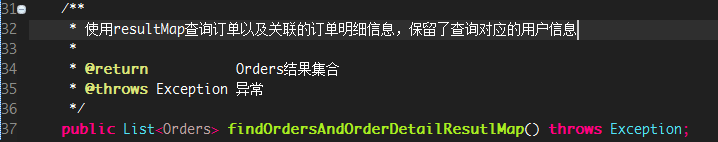 31 /**
32 * 使用resultMap查询订单以及关联的订单明细信息，保留了查询对应的用户信息
33 *
34 * @return Orders结果集合
35 * @throws Exception 异常
36 */
37 public List<Orders> findOrdersAndOrderDetailResutlMap() throws Exception;